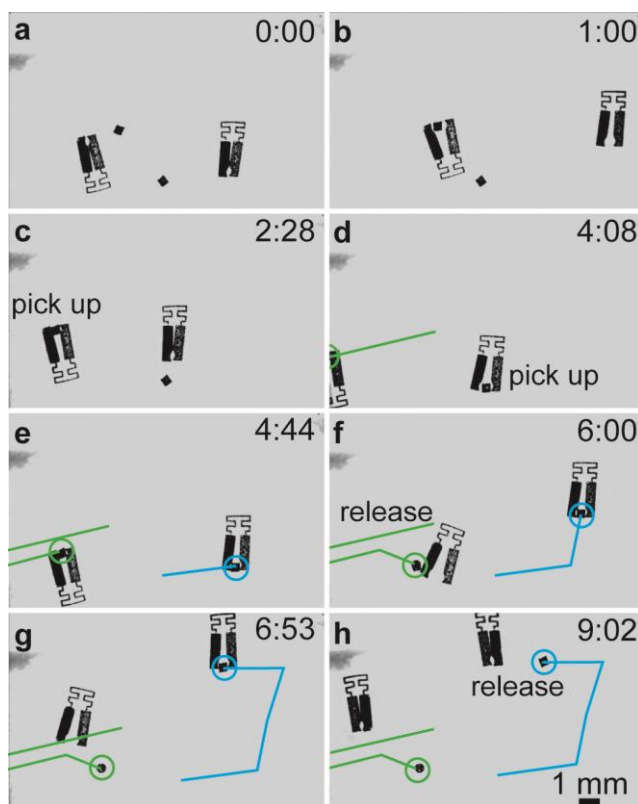 a 0:00
b 1:00
c 2:28
pick up
d 4:08
pick up
e 4:44
f 6:00
release
g 6:53
h 9:02
release
1 mm